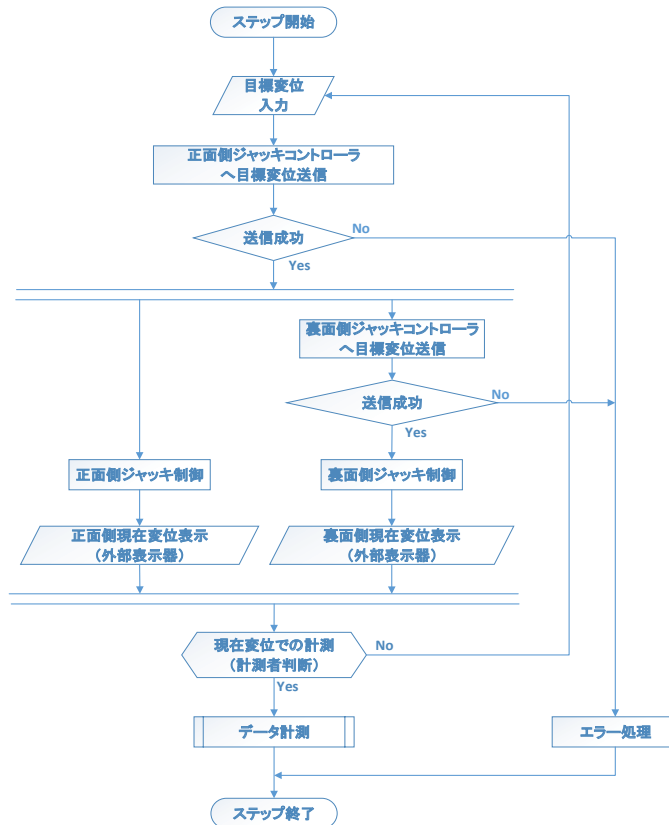 ステップ開始
目標変位
入力
正面側ジャッキコントローラ
へ目標変位送信
送信成功
No
Yes
裏面側ジャッキコントローラ
へ目標変位送信
送信成功
No
Yes
正面側ジャッキ制御
裏面側ジャッキ制御
正面側現在変位表示
（外部表示器）
裏面側現在変位表示
（外部表示器）
現在変位での計測
（計測者判断）
No
Yes
データ計測
エラー処理
ステップ終了